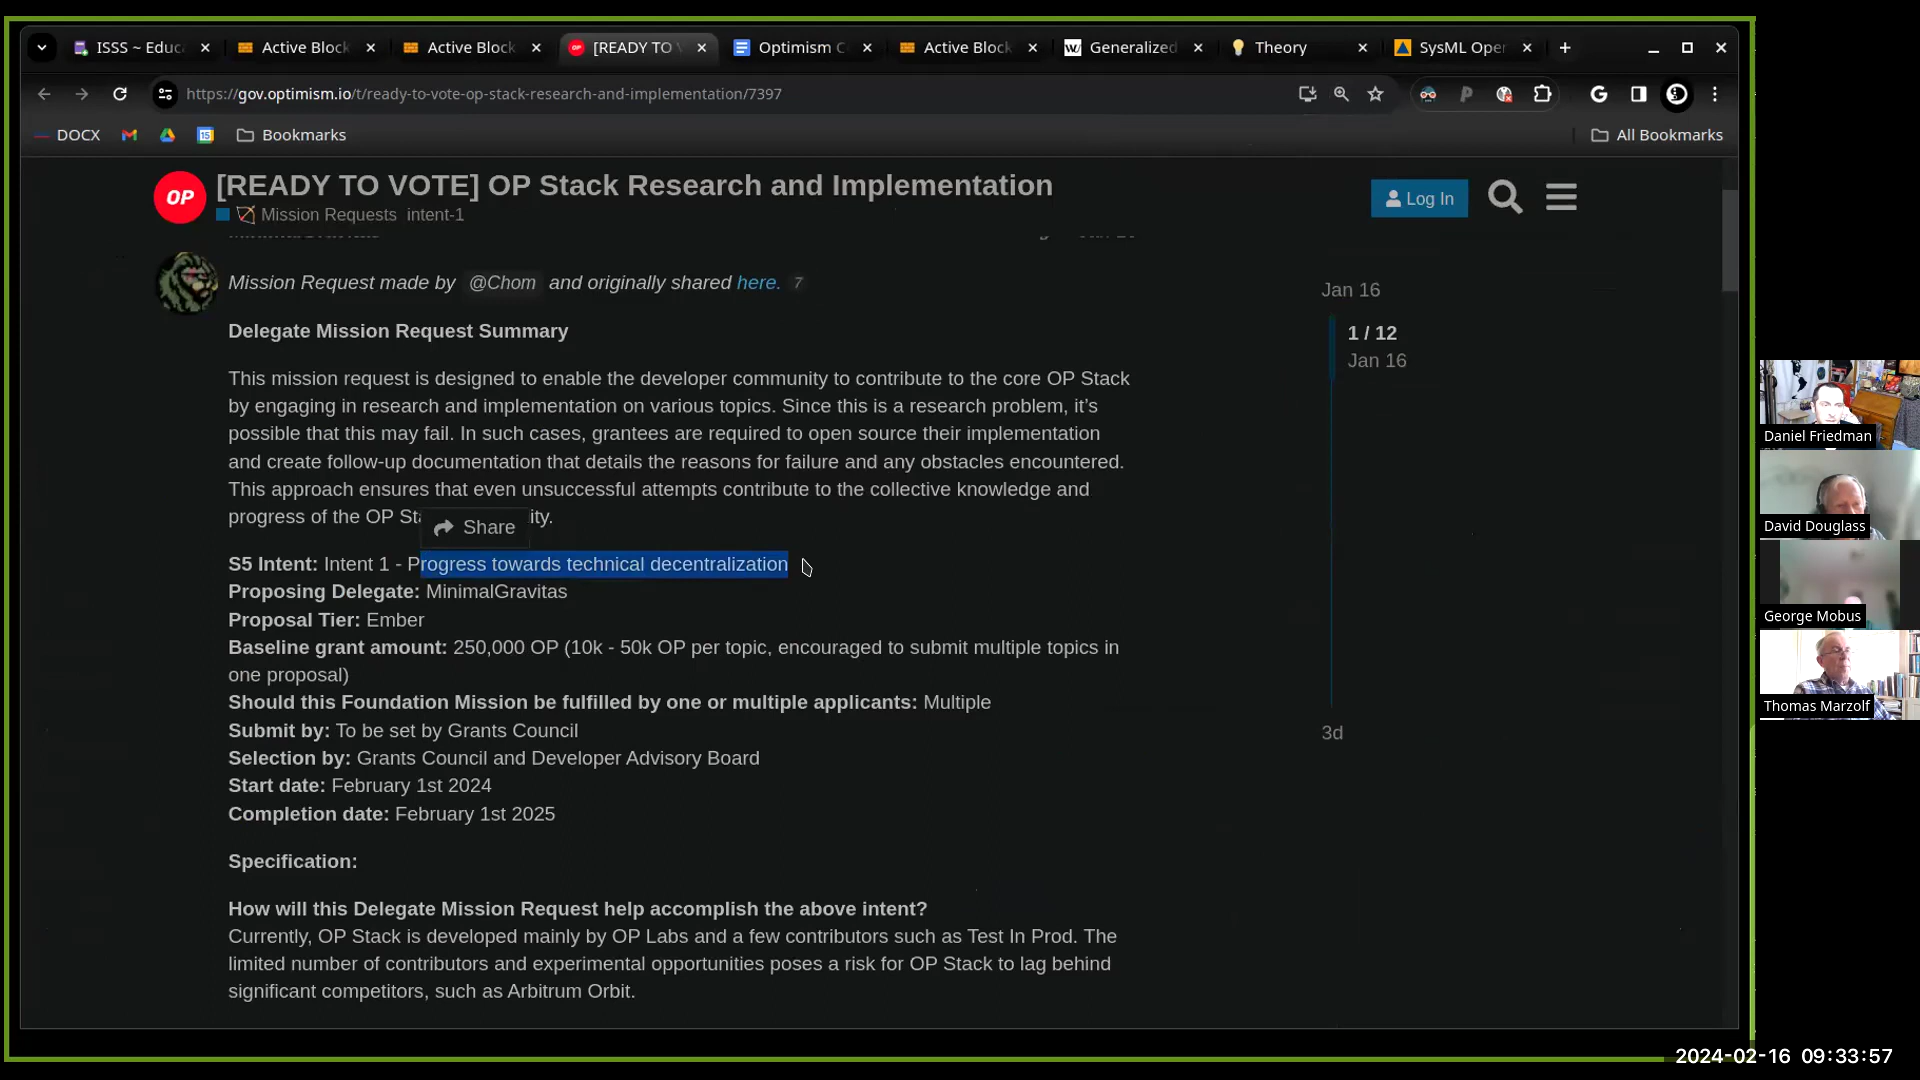 ISSS ~ Educa
Active Block
Active Block
[READY TO V
Optimism C
Active Block
Generalized
Theory
SysML Oper
https://gov.optimism.io/t/ready-to-vote-op-stack-research-and-implementation/7397
DOCX
Bookmarks
All Bookmarks
OP
[READY TO VOTE] OP Stack Research and Implementation
Mission Requests intent-1
Log In
Mission Request made by @Chom and originally shared here. 7
Delegate Mission Request Summary
This mission request is designed to enable the developer community to contribute to the core OP Stack
by engaging in research and implementation on various topics. Since this is a research problem, it’s
possible that this may fail. In such cases, grantees are required to open source their implementation
and create follow-up documentation that details the reasons for failure and any obstacles encountered.
This approach ensures that even unsuccessful attempts contribute to the collective knowledge and
progress of the OP Sta ity.
Share
S5 Intent: Intent 1 - Progress towards technical decentralization
Proposing Delegate: MinimalGravitas
Proposal Tier: Ember
Baseline grant amount: 250,000 OP (10k - 50k OP per topic, encouraged to submit multiple topics in
one proposal)
Should this Foundation Mission be fulfilled by one or multiple applicants: Multiple
Submit by: To be set by Grants Council
Selection by: Grants Council and Developer Advisory Board
Start date: February 1st 2024
Completion date: February 1st 2025
Specification:
How will this Delegate Mission Request help accomplish the above intent?
Currently, OP Stack is developed mainly by OP Labs and a few contributors such as Test In Prod. The
limited number of contributors and experimental opportunities poses a risk for OP Stack to lag behind
significant competitors, such as Arbitrum Orbit.
Jan 16
1 / 12
Jan 16
3d
Daniel Friedman
David Douglass
George Mobus
Thomas Marzolf
2024-02-16 09:33:57